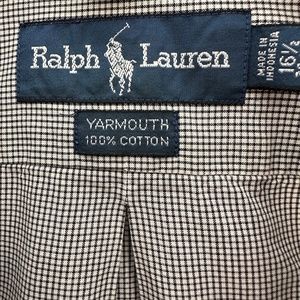 Ralph Lauren
YARMOUTH
100% COTTON
MADE IN
INDONESIA
16½